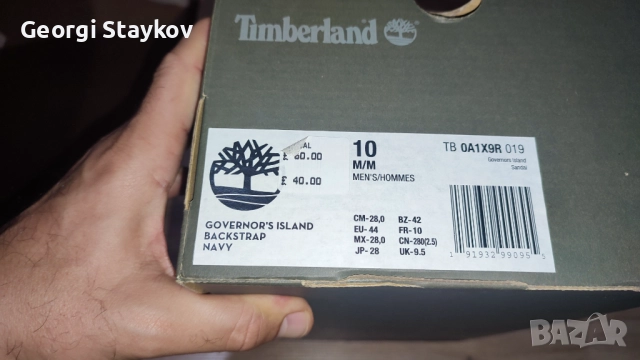 Georgi Staykov
Timberland
£ 60.00
£ 40.00
10
M/M
MEN'S/HOMMES
TB 0A1X9R 019
Governors Island
Sandal
GOVERNOR'S ISLAND
BACKSTRAP
NAVY
CM-28,0 BZ-42
EU-44 FR-10
MX-28,0 CN-280(2.5)
JP-28 UK-9.5
1 91932 99095 5
BAZAR